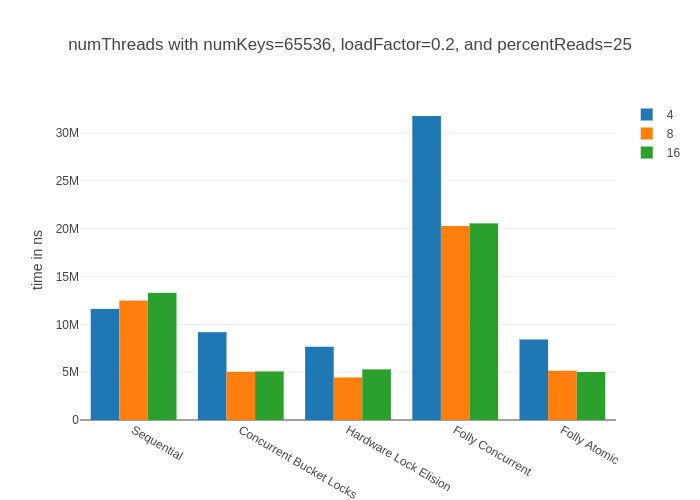 numThreads with numKeys=65536, loadFactor=0.2, and percentReads=25
4
8
16
30M
25M
20M
15M
10M
5M
0
time in ns
Sequential
Concurrent Bucket Locks
Hardware Lock Elision
Folly Concurrent
Folly Atomic